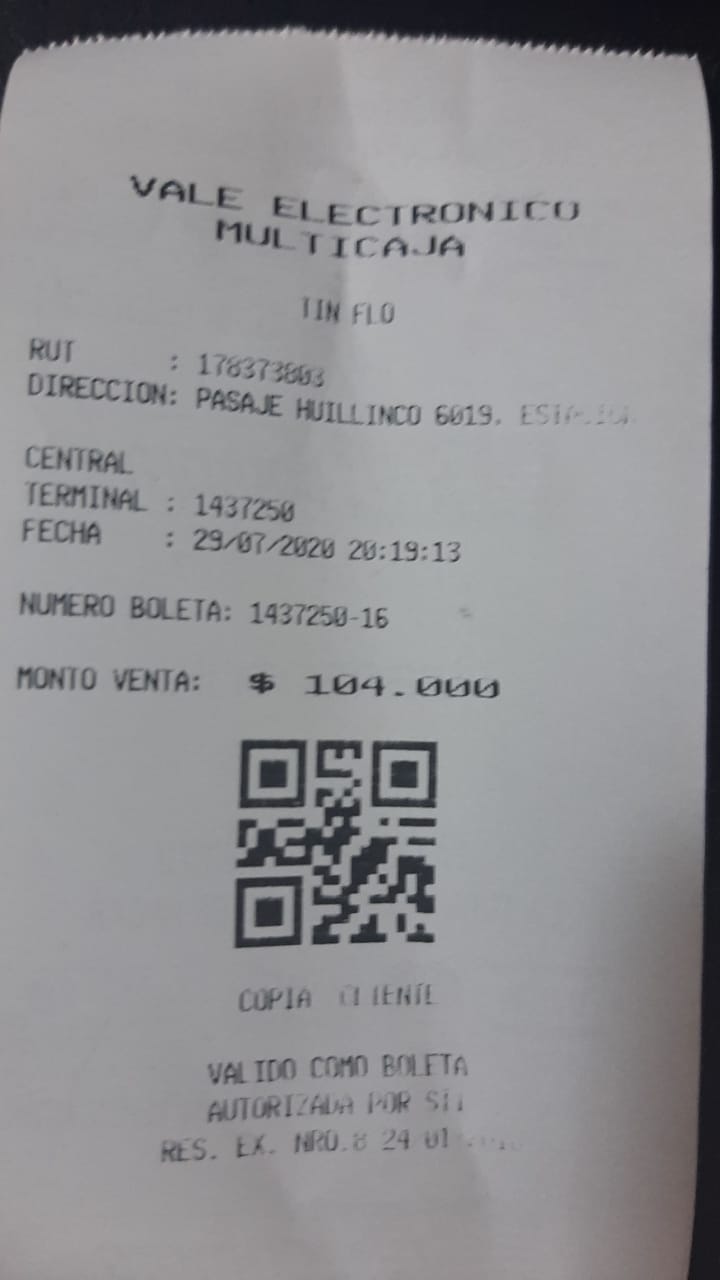 VALE ELECTRONICO
MULTICAJA
TIN FLO
RUT : 178373803
DIRECCION: PASAJE HUILLINCO 6019,
CENTRAL
TERMINAL : 1437250
FECHA : 29/07/2020 20:19:13
NUMERO BOLETA: 1437250-16
MONTO VENTA: $ 104.000
COPIA CLIENTE
VALIDO COMO BOLETA
AUTORIZADA POR SII
RES. EX. NRO.8 24 01